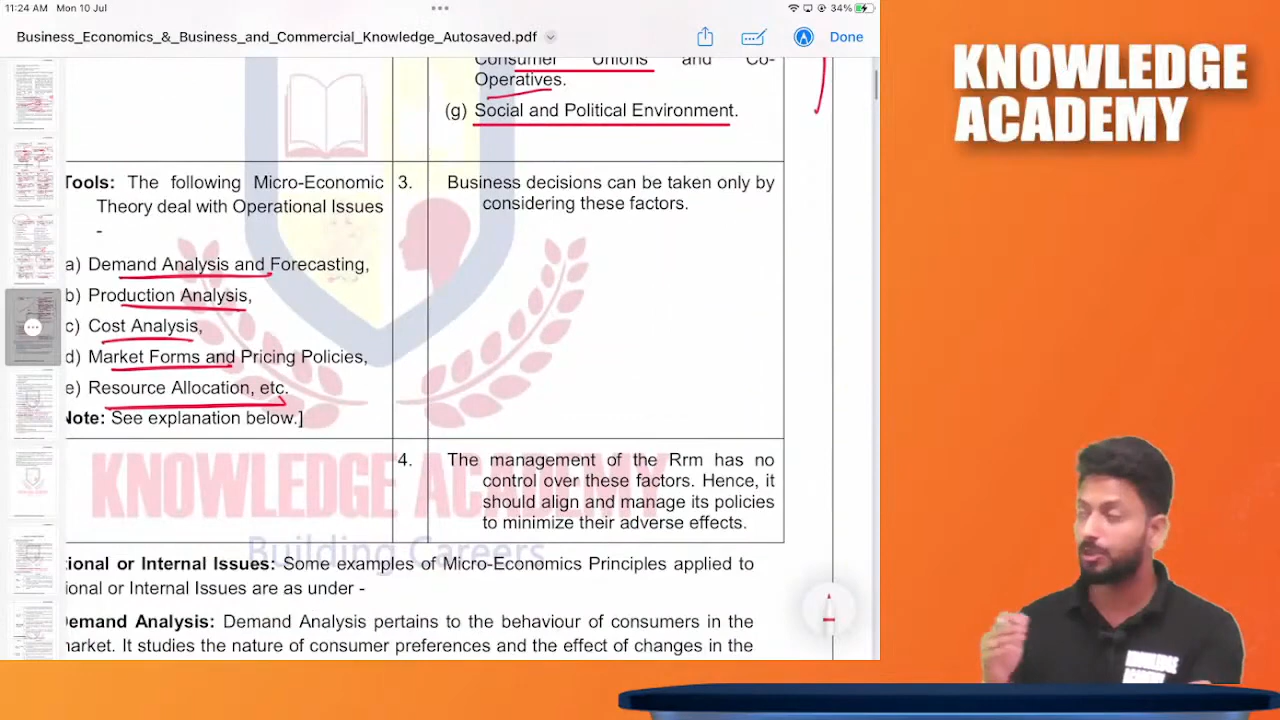 11:24 AM Mon 10 Jul
34%
Business_Economics_&_Business_and_Commercial_Knowledge_Autosaved.pdf
Done
KNOWLEDGE
ACADEMY
Consumer Unions and Co-
Operatives.
(g) Social and Political Environment.
Tools: The following Micro Economic
Theory deal with Operational Issues
-
a) Demand Analysis and Forecasting,
b) Production Analysis,
c) Cost Analysis,
d) Market Forms and Pricing Policies,
e) Resource Allocation, etc.
Note: See explanation below.
3. ness decisions can be taken only by
considering these factors.
4. The management of the Rrm has no
control over these factors. Hence, it
should align and manage its policies
to minimize their adverse effects.
KNOWLEDGE ACADEMY
Building Careers
ional or Internal Issues: Some examples of Economics Principles applied to
ional of Internal Issues are as under -
Demand Analysis. Demand Analysis pertains to the behaviour of consumers in the
market. studies the nature consumer preference and the effect of changes in the
KNOWLEDGE
ACADEMY